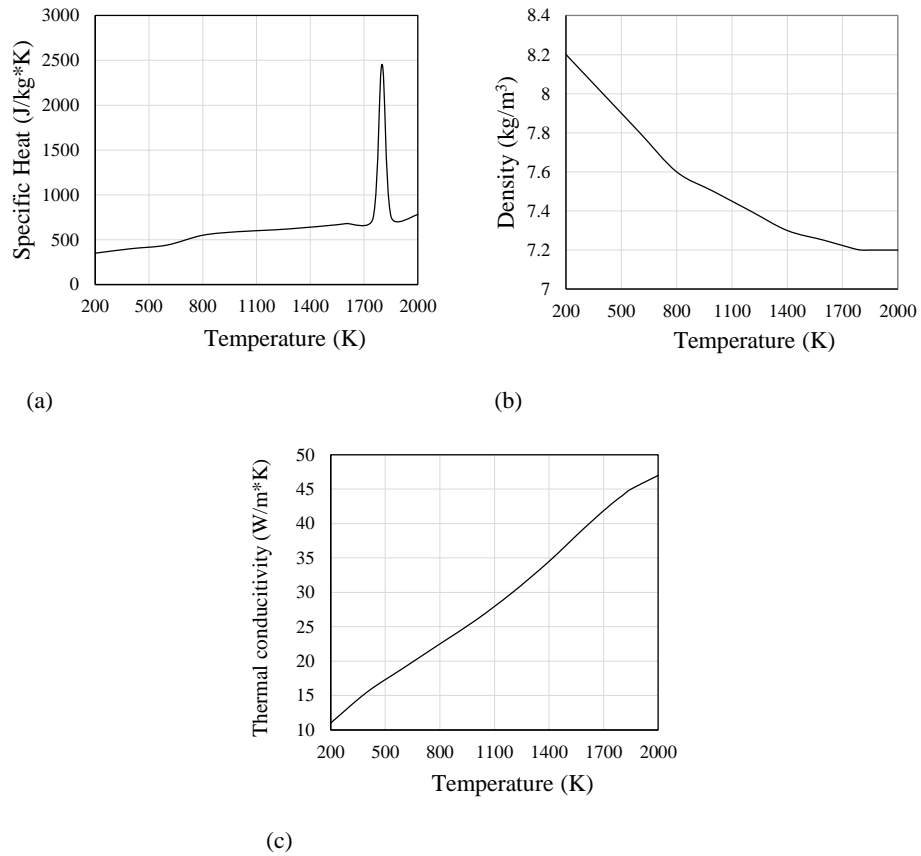 3000
2500
2000
1500
1000
500
0
200 500 800 1100 1400 1700 2000
Specific Heat (J/kg*K)
Temperature (K)
(a)
8.4
8.2
8
7.8
7.6
7.4
7.2
7
200 500 800 1100 1400 1700 2000
Density (kg/m³)
Temperature (K)
(b)
50
45
40
35
30
25
20
15
10
200 500 800 1100 1400 1700 2000
Thermal conducitivity (W/m*K)
Temperature (K)
(c)